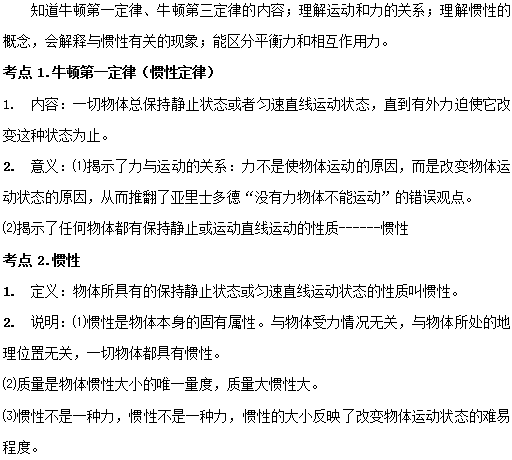 知道牛顿第一定律、牛顿第三定律的内容；理解运动和力的关系；理解惯性的
概念，会解释与惯性有关的现象；能区分平衡力和相互作用力。
考点 1.牛顿第一定律（惯性定律）
1. 内容：一切物体总保持静止状态或者匀速直线运动状态，直到有外力迫使它改
变这种状态为止。
2. 意义：⑴揭示了力与运动的关系：力不是使物体运动的原因，而是改变物体运
动状态的原因，从而推翻了亚里士多德“没有力物体不能运动”的错误观点。
⑵揭示了任何物体都有保持静止或运动直线运动的性质------惯性
考点 2.惯性
1. 定义：物体所具有的保持静止状态或匀速直线运动状态的性质叫惯性。
2. 说明：⑴惯性是物体本身的固有属性。与物体受力情况无关，与物体所处的地
理位置无关，一切物体都具有惯性。
⑵质量是物体惯性大小的唯一量度，质量大惯性大。
⑶惯性不是一种力，惯性不是一种力，惯性的大小反映了改变物体运动状态的难易
程度。